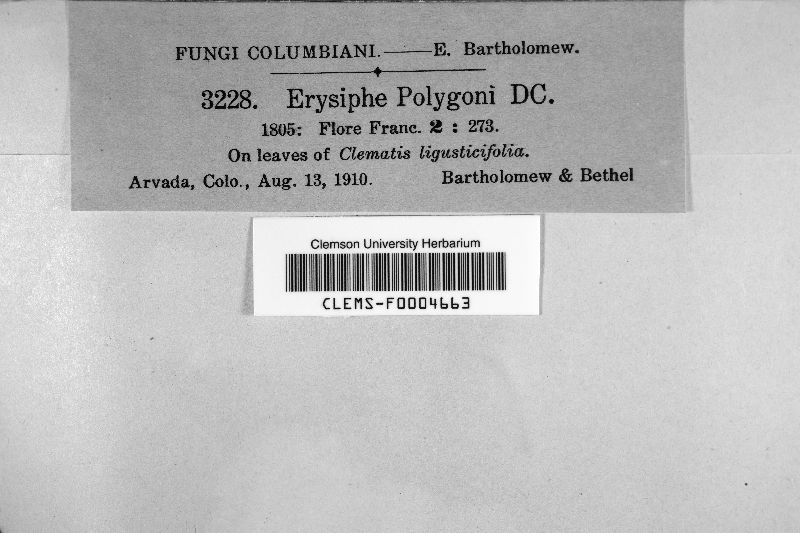 FUNGI COLUMBIANI.——E. Bartholomew.
3228. Erysiphe Polygoni DC.
1805: Flore Franc. 2 : 273.
On leaves of Clematis ligusticifolia.
Arvada, Colo., Aug. 13, 1910. Bartholomew & Bethel
Clemson University Herbarium
CLEMS-F0004663